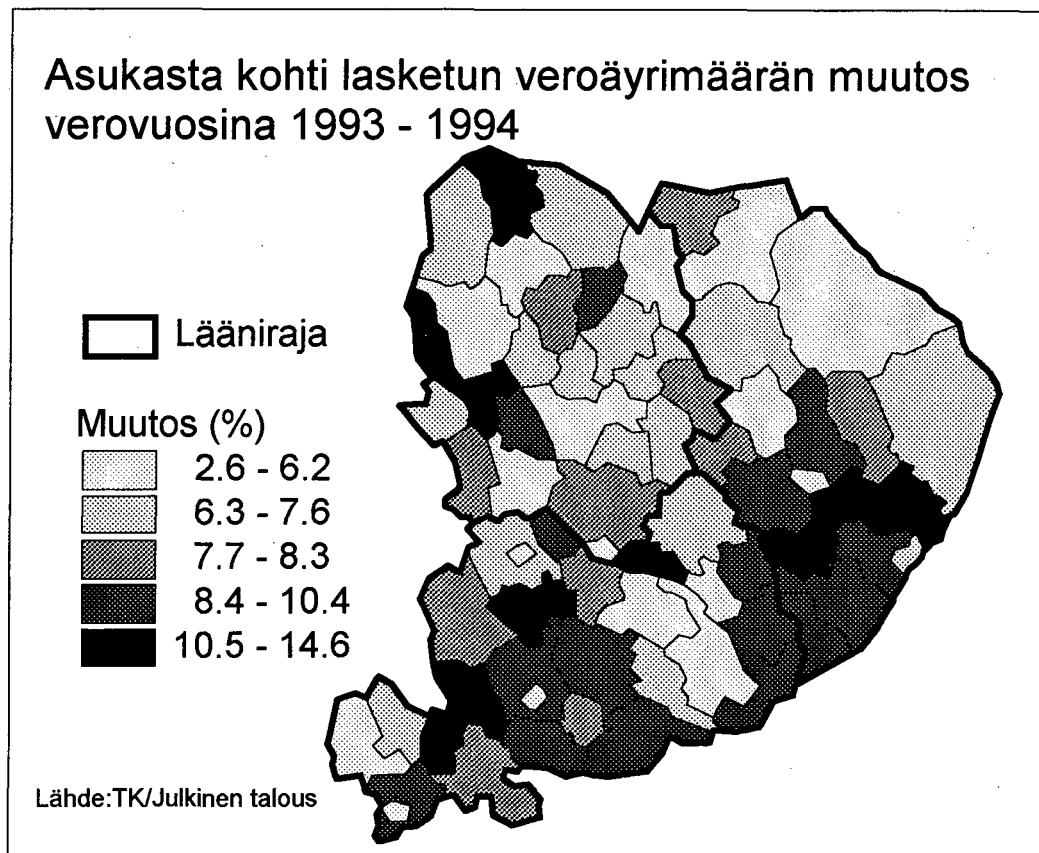 Asukasta kohti lasketun veroäyrimäärän muutos
verovuosina 1993 - 1994
Lääniraja
Muutos (%)
2.6 - 6.2
6.3 - 7.6
7.7 - 8.3
8.4 - 10.4
10.5 - 14.6
Lähde:TK/Julkinen talous